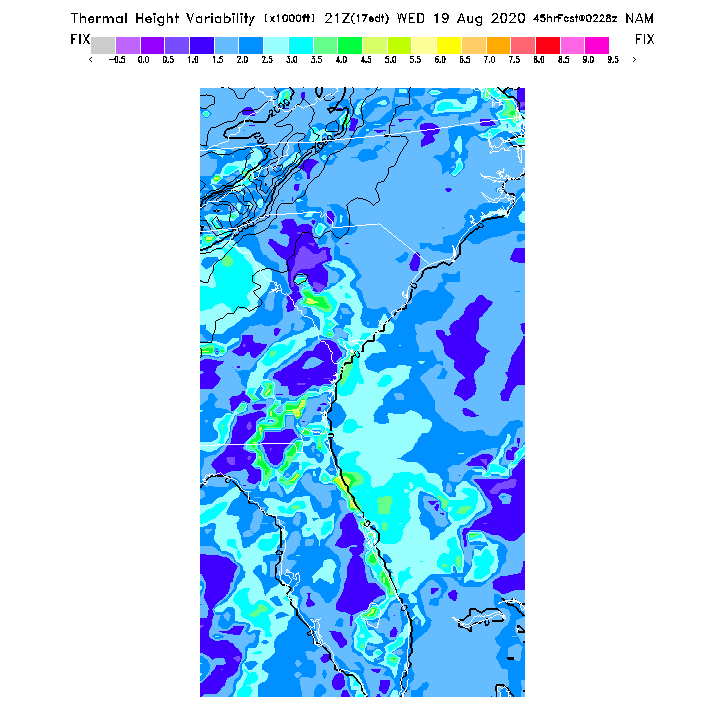 Thermal Height Variability [x1000ft] 21Z(17edt) WED 19 Aug 2020 45hrFcst@0228z NAM
FIX FIX
< -0.5 0.0 0.5 1.0 1.5 2.0 2.5 3.0 3.5 4.0 4.5 5.0 5.5 6.0 6.5 7.0 7.5 8.0 8.5 9.0 9.5 >
2000